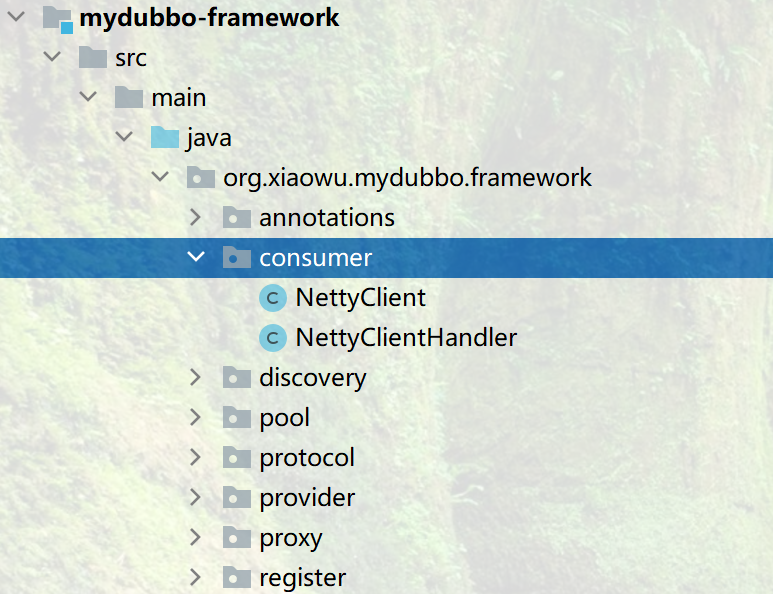 mydubbo-framework
src
main
java
org.xiaowu.mydubbo.framework
annotations
consumer
C NettyClient
C NettyClientHandler
discovery
pool
protocol
provider
proxy
register